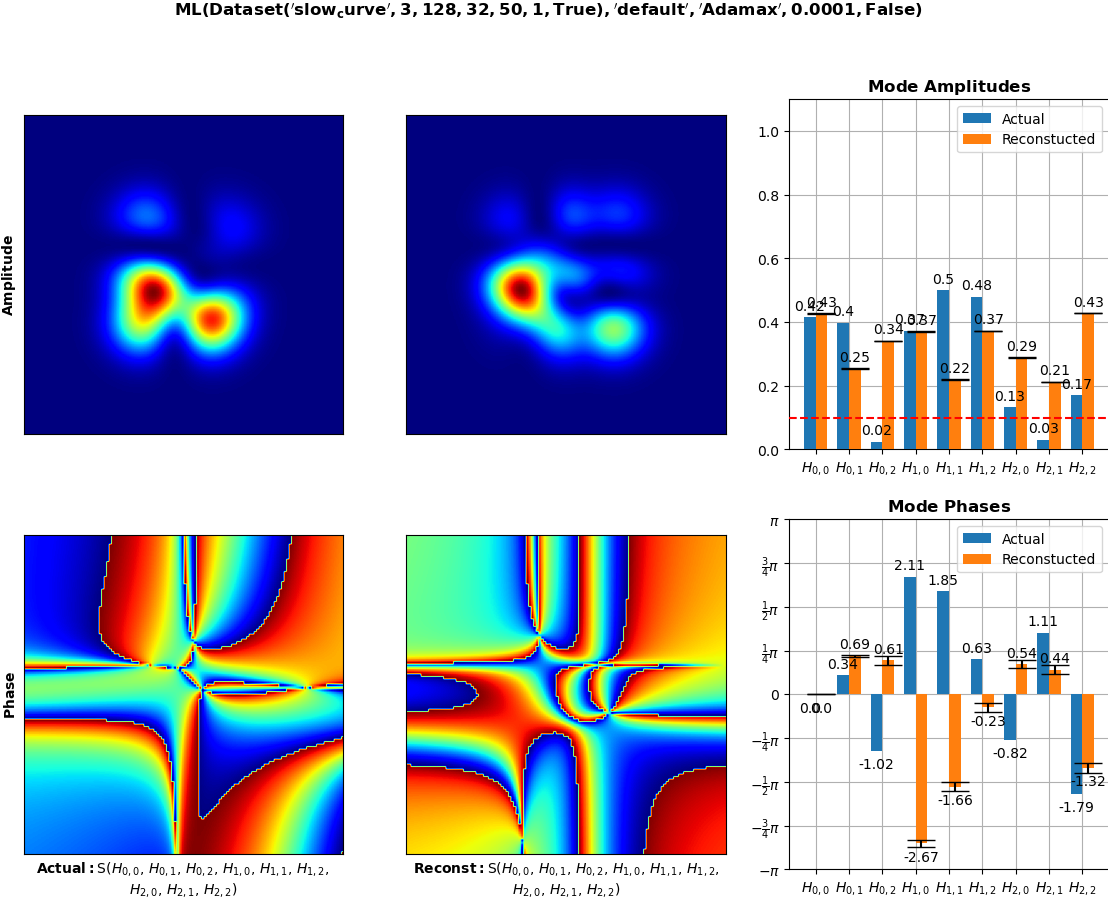 ML(Dataset('slow_curve', 3, 128, 32, 50, 1, True), 'default', 'Adamax', 0.0001, False)
Amplitude
Mode Amplitudes
Actual
Reconstucted
1.0
0.8
0.6
0.4
0.2
0.0
0.42 0.43 0.4 0.25 0.02 0.34 0.37 0.37 0.5 0.22 0.48 0.37 0.13 0.29 0.03 0.21 0.17 0.43
H0,0 H0,1 H0,2 H1,0 H1,1 H1,2 H2,0 H2,1 H2,2
Phase
Actual: S(H0,0, H0,1, H0,2, H1,0, H1,1, H1,2,
H2,0, H2,1, H2,2)
Reconst: S(H0,0, H0,1, H0,2, H1,0, H1,1, H1,2,
H2,0, H2,1, H2,2)
Mode Phases
Actual
Reconstucted
π
3/4π
1/2π
1/4π
0
−1/4π
−1/2π
−3/4π
−π
0.0 0.0 0.34 0.69 -1.02 0.61 2.11 -2.67 1.85 -1.66 0.63 -0.23 -0.82 0.54 1.11 0.44 -1.79 -1.32
H0,0 H0,1 H0,2 H1,0 H1,1 H1,2 H2,0 H2,1 H2,2